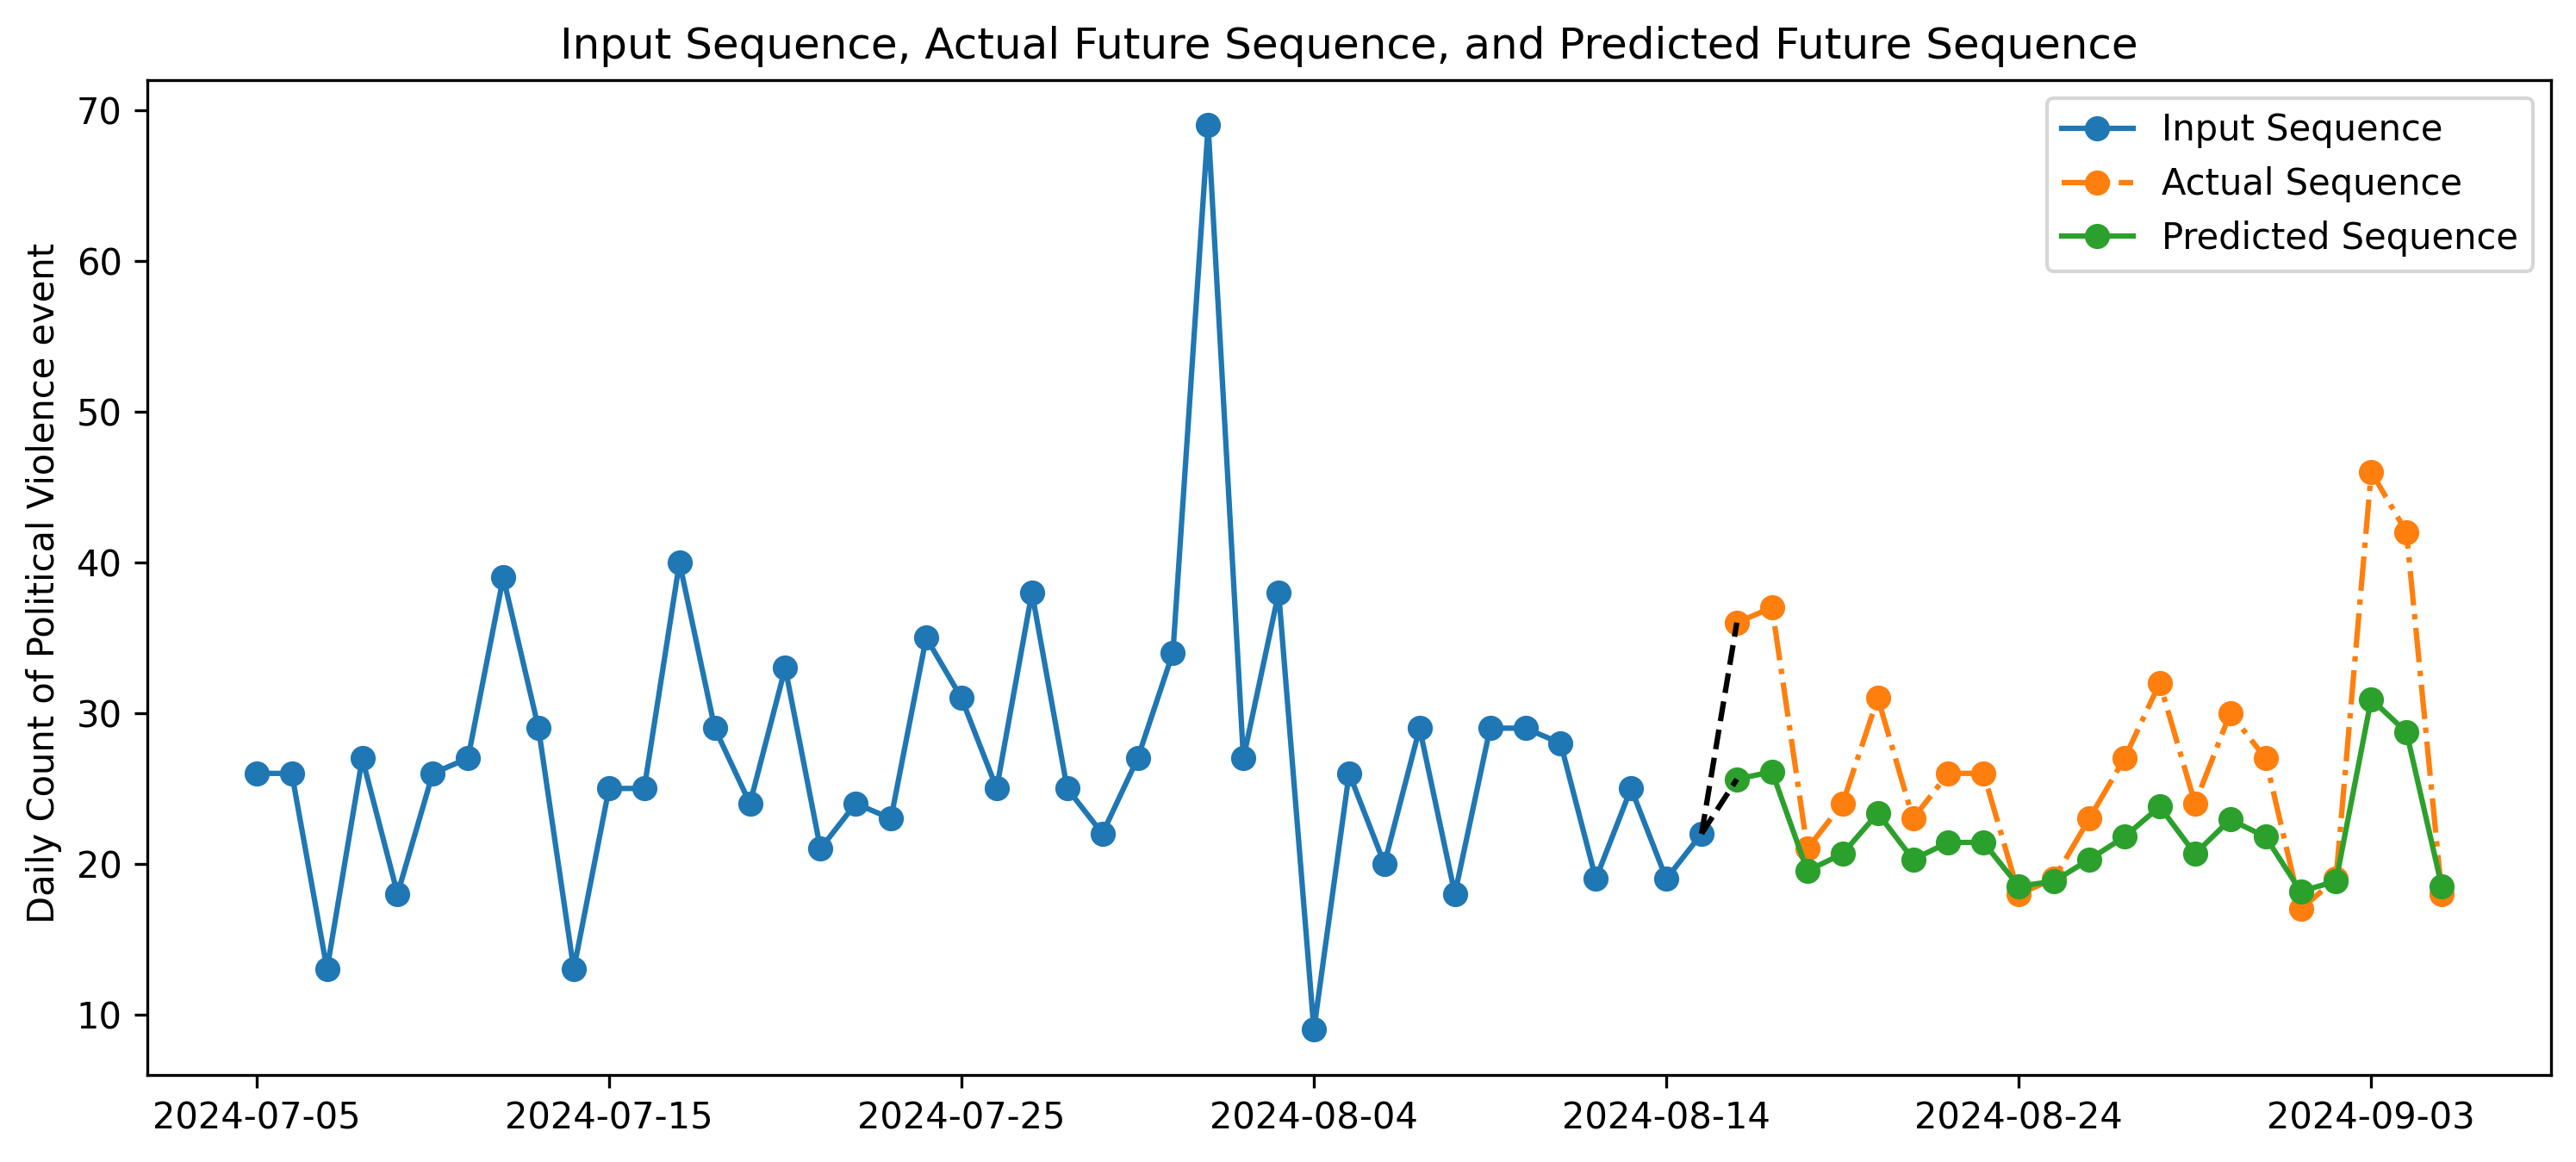 Input Sequence, Actual Future Sequence, and Predicted Future Sequence
Daily Count of Political Violence event
70
60
50
40
30
20
10
Input Sequence
Actual Sequence
Predicted Sequence
2024-07-05
2024-07-15
2024-07-25
2024-08-04
2024-08-14
2024-08-24
2024-09-03